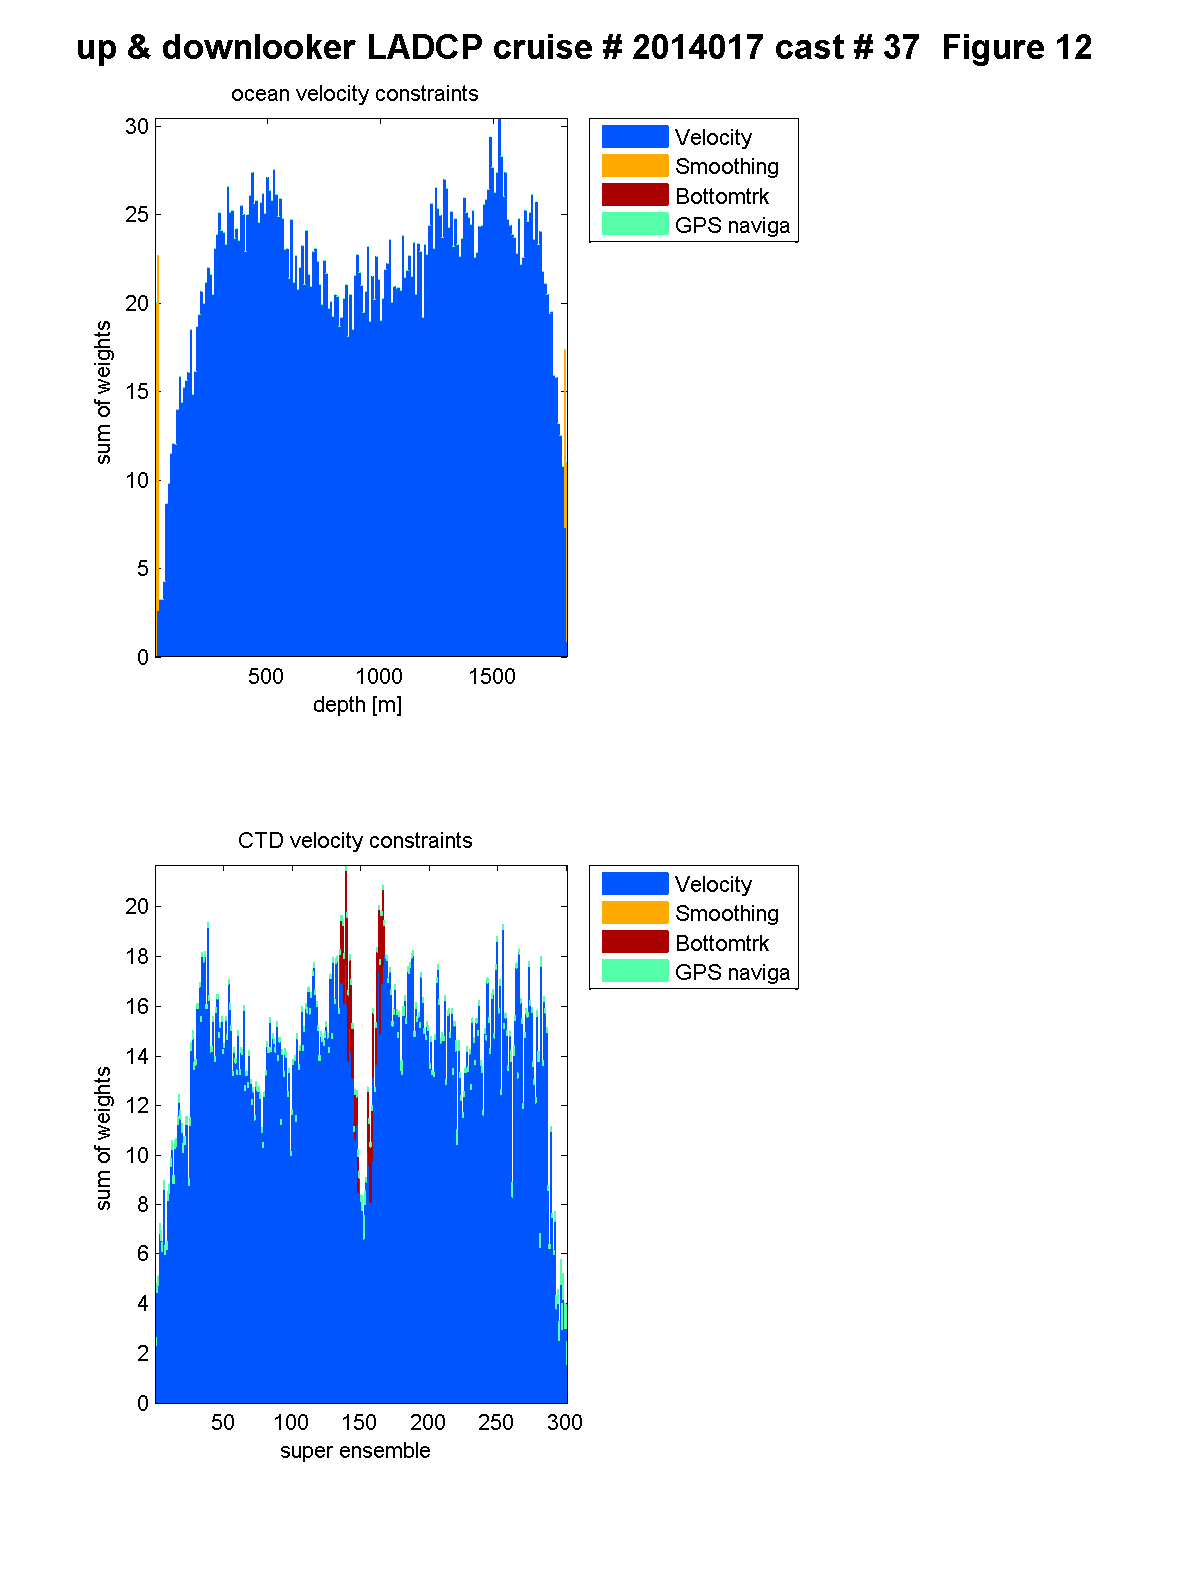 up & downlooker LADCP cruise # 2014017 cast # 37 Figure 12
ocean velocity constraints
30
25
20
15
10
5
0
sum of weights
500 1000 1500
depth [m]
Velocity
Smoothing
Bottomtrk
GPS naviga
CTD velocity constraints
20
18
16
14
12
10
8
6
4
2
0
sum of weights
50 100 150 200 250 300
super ensemble
Velocity
Smoothing
Bottomtrk
GPS naviga